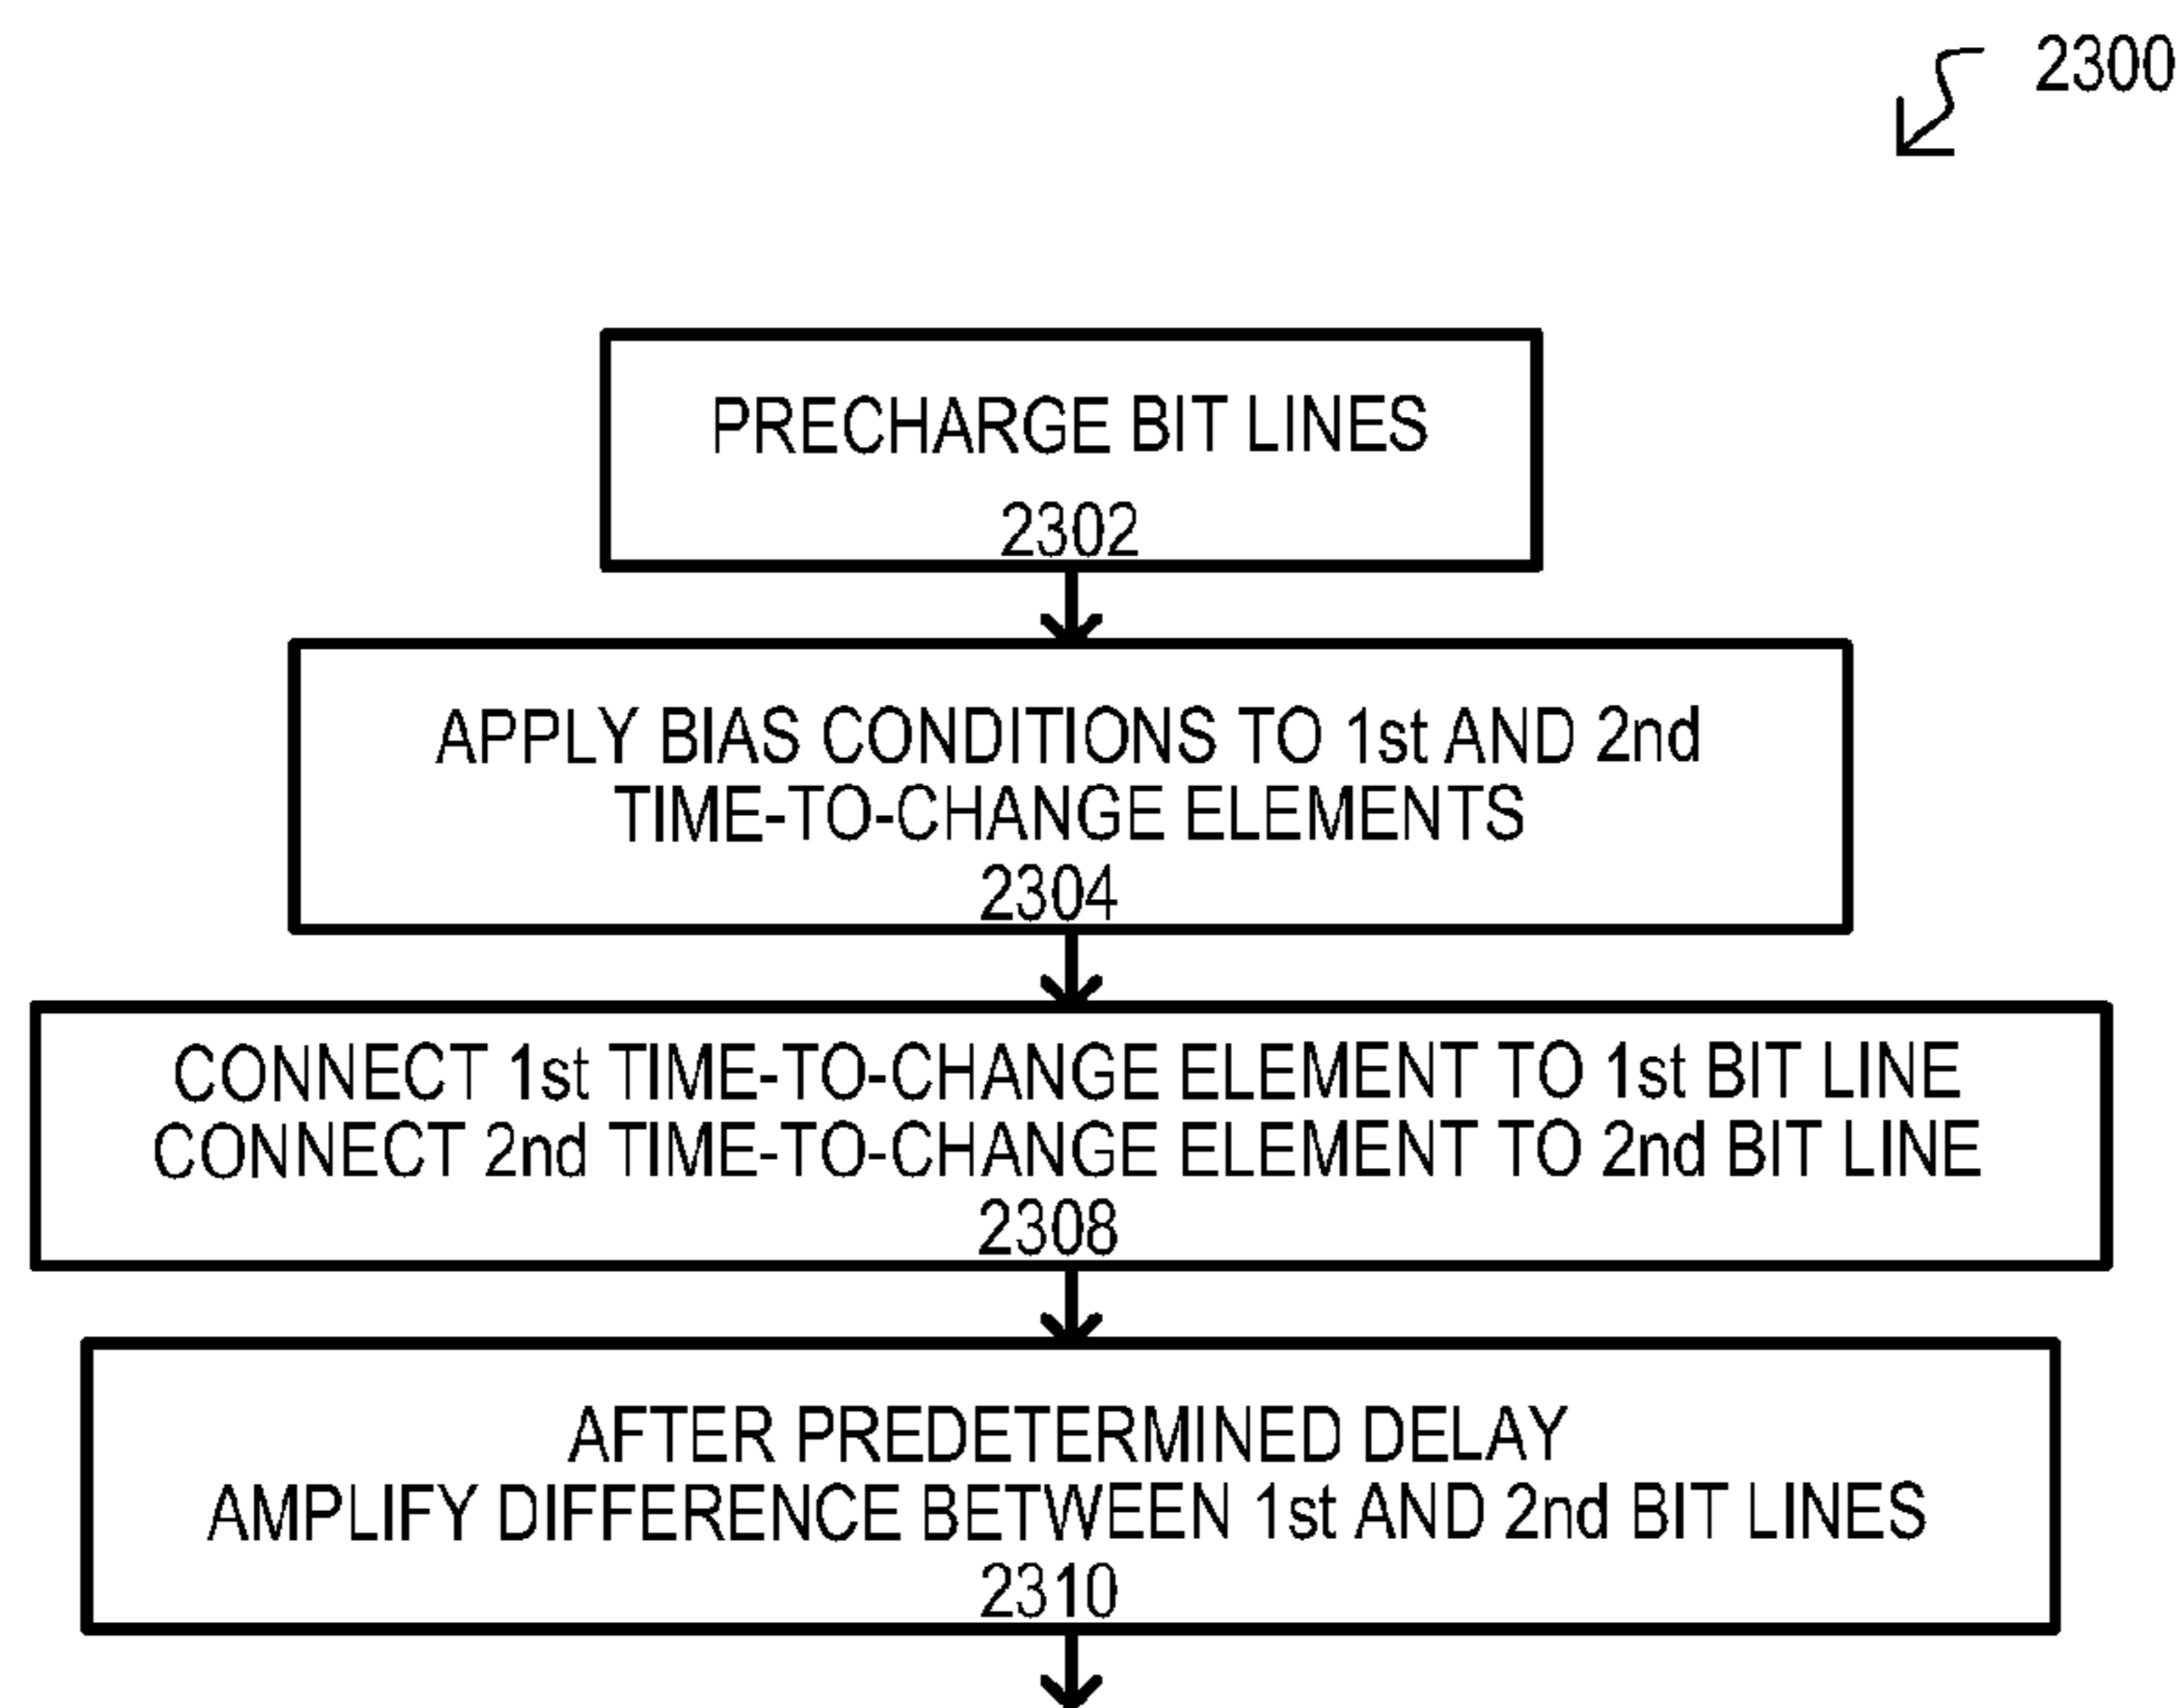 2300
PRECHARGE BIT LINES
2302
APPLY BIAS CONDITIONS TO 1st AND 2nd
TIME-TO-CHANGE ELEMENTS
2304
CONNECT 1st TIME-TO-CHANGE ELEMENT TO 1st BIT LINE
CONNECT 2nd TIME-TO-CHANGE ELEMENT TO 2nd BIT LINE
2308
AFTER PREDETERMINED DELAY
AMPLIFY DIFFERENCE BETWEEN 1st AND 2nd BIT LINES
2310